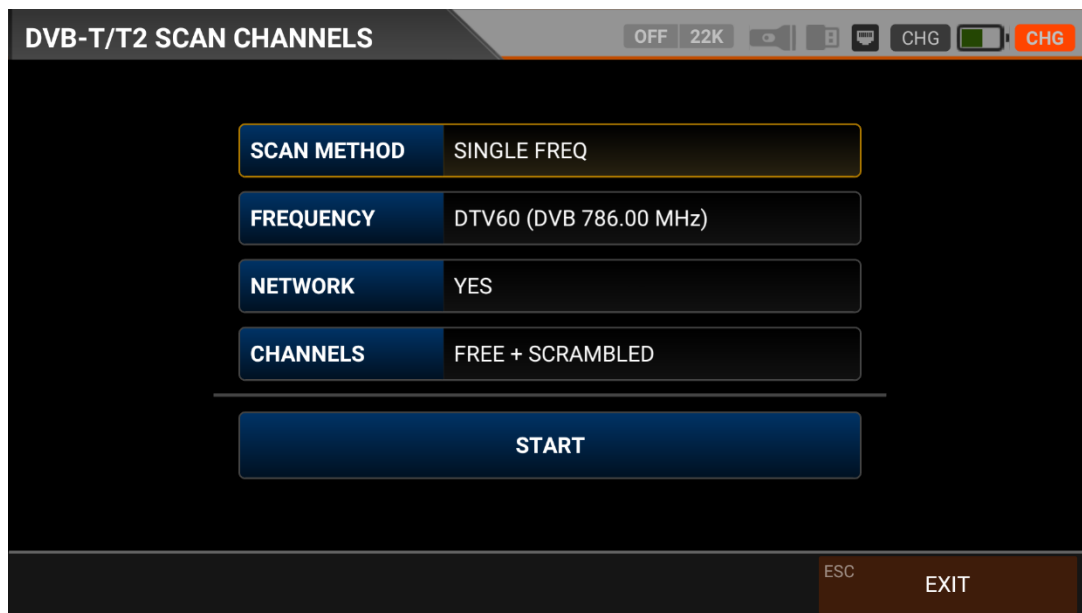 DVB-T/T2 SCAN CHANNELS OFF 22K CHG CHG
SCAN METHOD SINGLE FREQ
FREQUENCY DTV60 (DVB 786.00 MHz)
NETWORK YES
CHANNELS FREE + SCRAMBLED
START
ESC EXIT